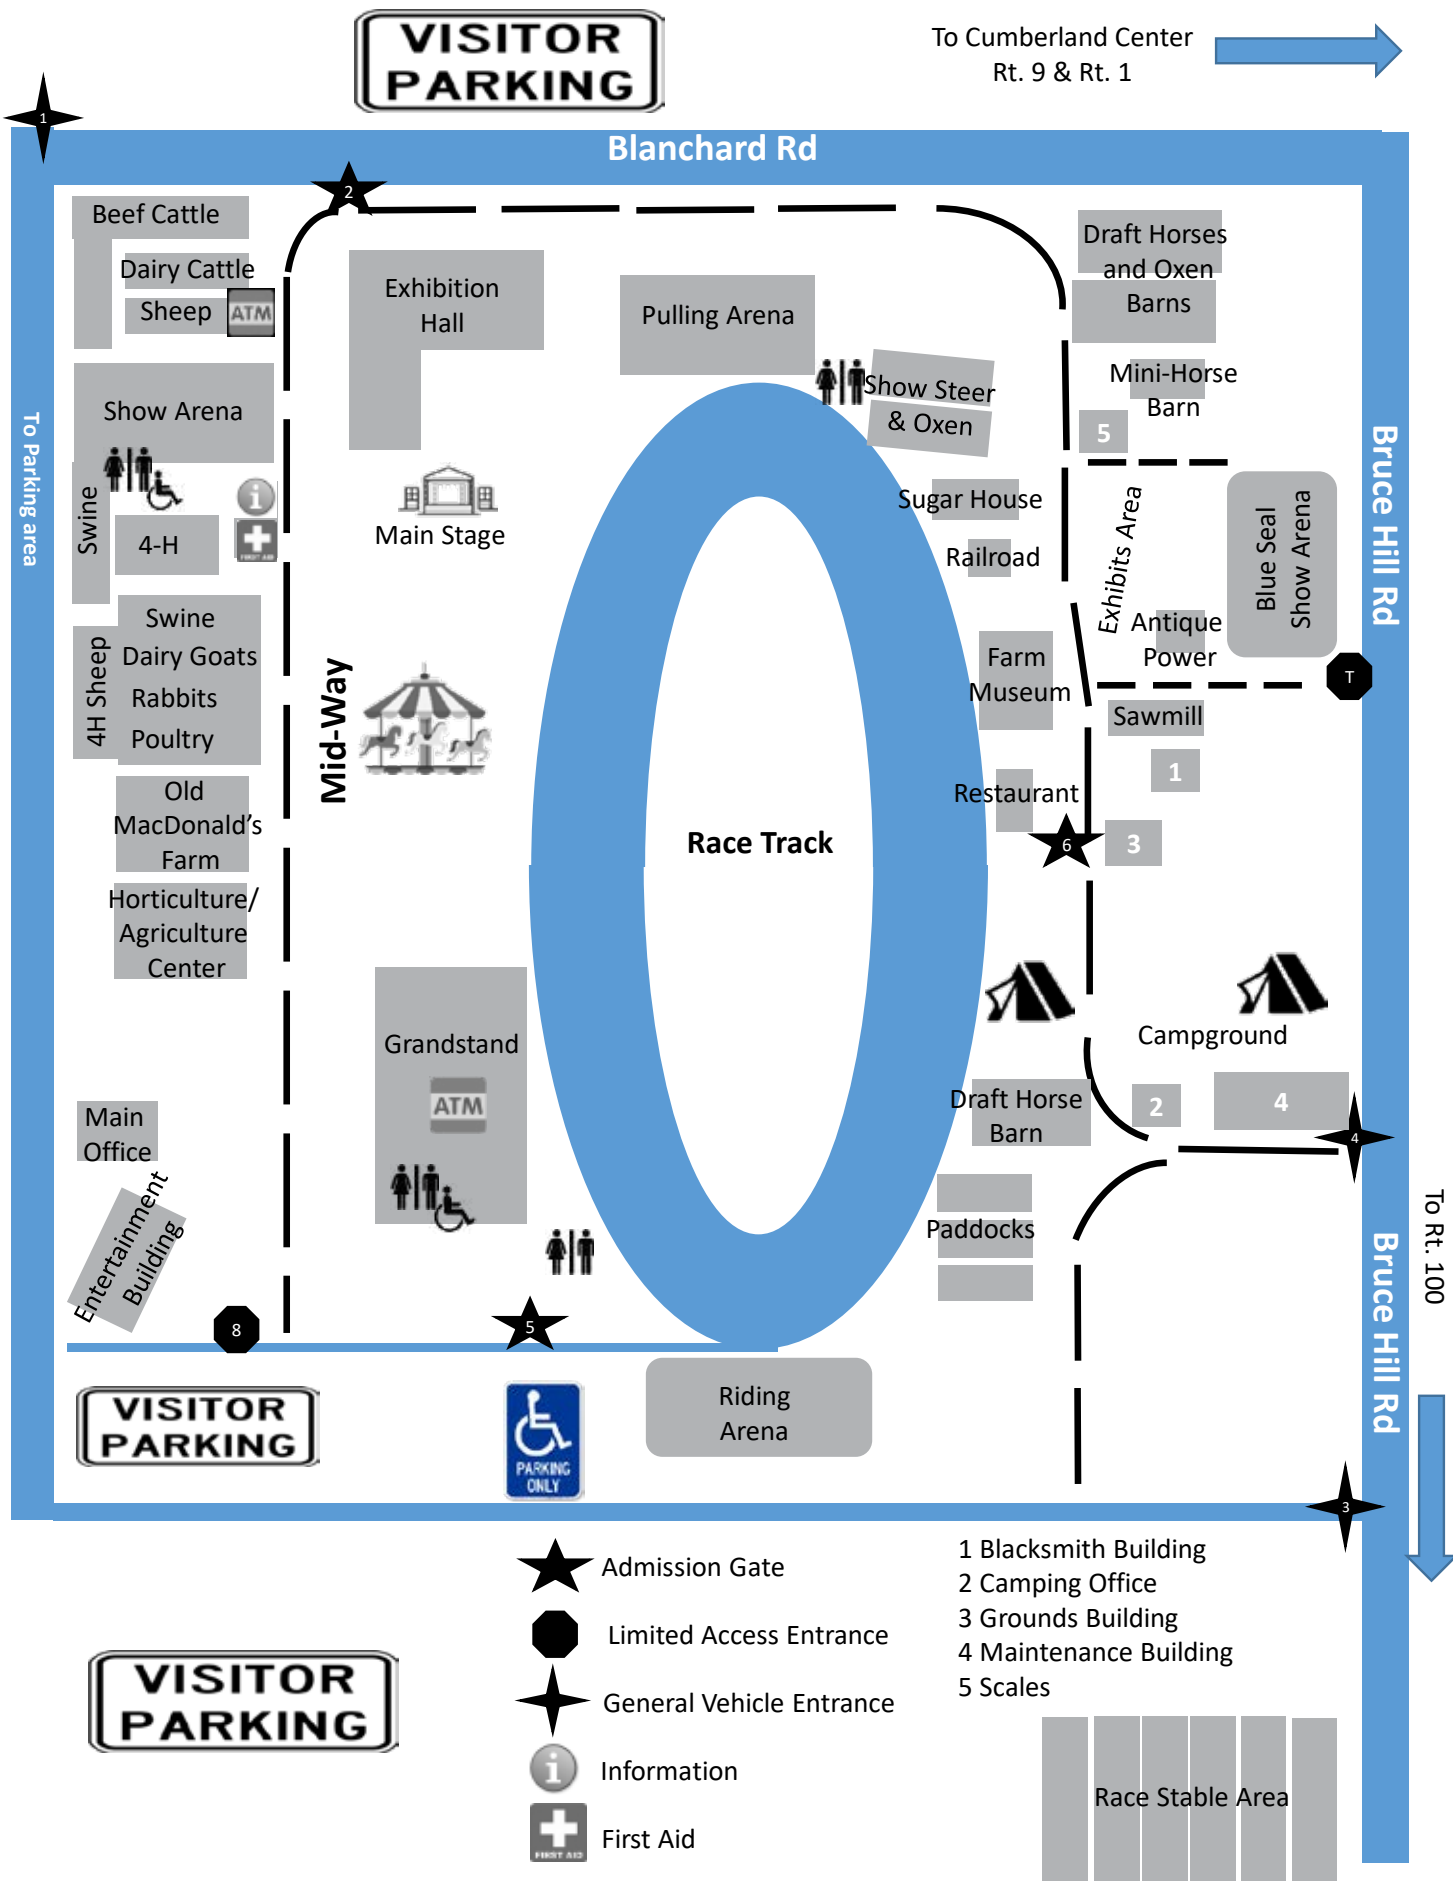 VISITOR
PARKING
To Cumberland Center
Rt. 9 & Rt. 1
1
Blanchard Rd
2
Beef Cattle
Dairy Cattle
Sheep
ATM
Exhibition
Hall
Pulling Arena
Draft Horses
and Oxen
Barns
Show Arena
Show Steer
& Oxen
Mini-Horse
Barn
5
To Parking area
Bruce Hill Rd
Swine
4-H
FIRST AID
Main Stage
Sugar House
Railroad
Exhibits Area
Blue Seal
Show Arena
Antique
Power
T
4H Sheep
Swine
Dairy Goats
Rabbits
Poultry
Mid-Way
Farm
Museum
Sawmill
1
Old
MacDonald's
Farm
Race Track
Restaurant
6
3
Horticulture/
Agriculture
Center
Grandstand
ATM
Campground
Main
Office
Draft Horse
Barn
2
4
4
Entertainment
Building
Paddocks
To Rt. 100
Bruce Hill Rd
8
5
VISITOR
PARKING
PARKING
ONLY
Riding
Arena
3
Admission Gate
Limited Access Entrance
General Vehicle Entrance
i
Information
FIRST AID
First Aid
1 Blacksmith Building
2 Camping Office
3 Grounds Building
4 Maintenance Building
5 Scales
VISITOR
PARKING
Race Stable Area